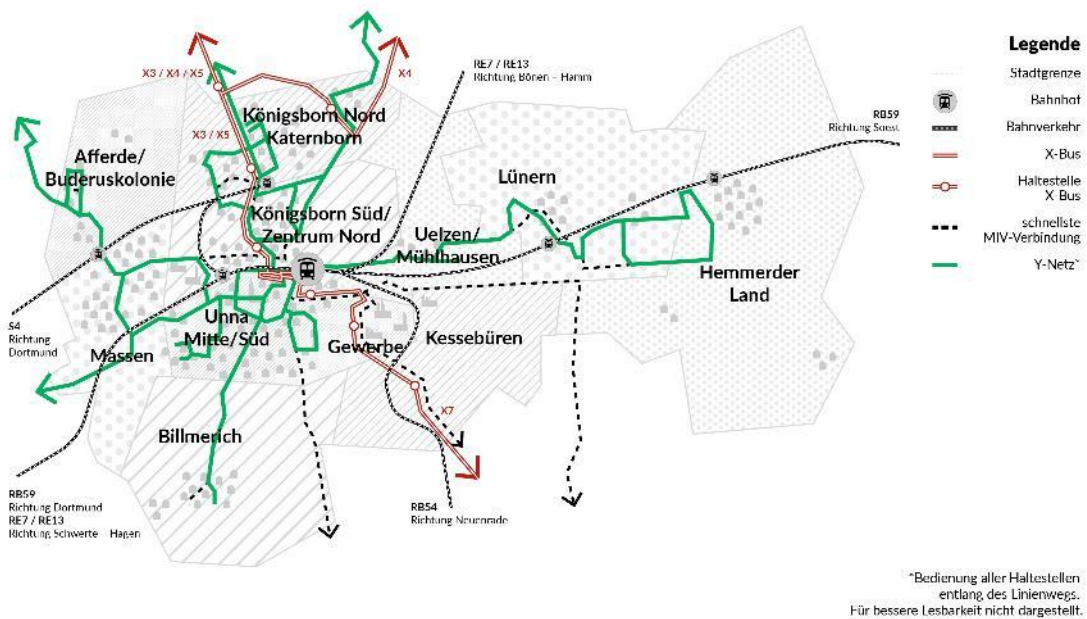 X3 / X4 / X5
X4
RE7 / RE13
Richtung Bönen – Hamm
X3 / X5
Königsborn Nord
Katernborn
Afferde/
Buderuskolonie
RB59
Richtung Soest
Lünern
Königsborn Süd/
Zentrum Nord
Uelzen/
Mühlhausen
Hemmerder
Land
S4
Richtung
Dortmund
Unna
Mitte/Süd
Massen
Gewerbe
Kessebüren
X7
Billmerich
RB59
Richtung Dortmund
RE7 / RE13
Richtung Schwerte – Hagen
RB54
Richtung Neuenrade
Legende
Stadtgrenze
Bahnhof
Bahnverkehr
X-Bus
Haltestelle
X-Bus
schnellste
MIV-Verbindung
Y-Netz*
*Bedienung aller Haltestellen
entlang des Linienwegs.
Für bessere Lesbarkeit nicht dargestellt.